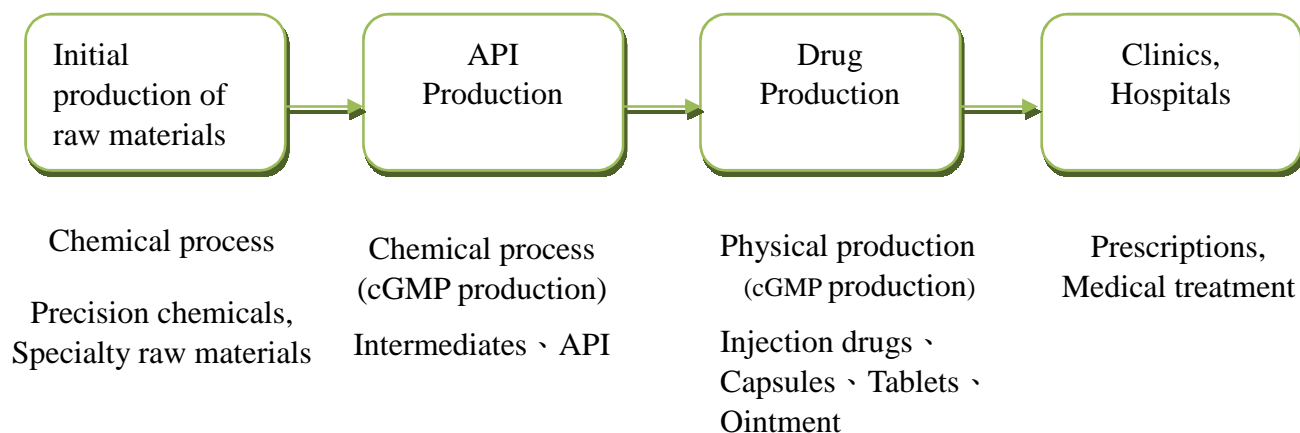 Initial
production of
raw materials
API
Production
Drug
Production
Clinics,
Hospitals
Chemical process
Precision chemicals,
Specialty raw materials
Chemical process
(cGMP production)
Intermediates、API
Physical production
(cGMP production)
Injection drugs、
Capsules、Tablets、
Ointment
Prescriptions,
Medical treatment